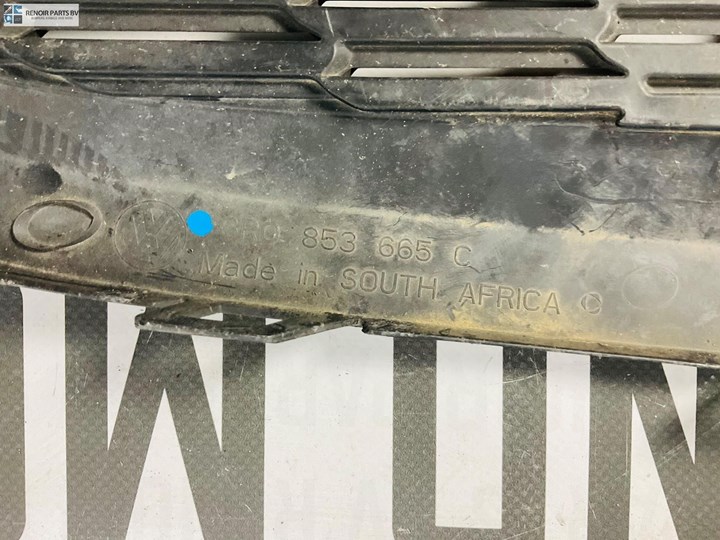 RENOIR PARTS BV
853 665 C
Made in SOUTH AFRICA ©